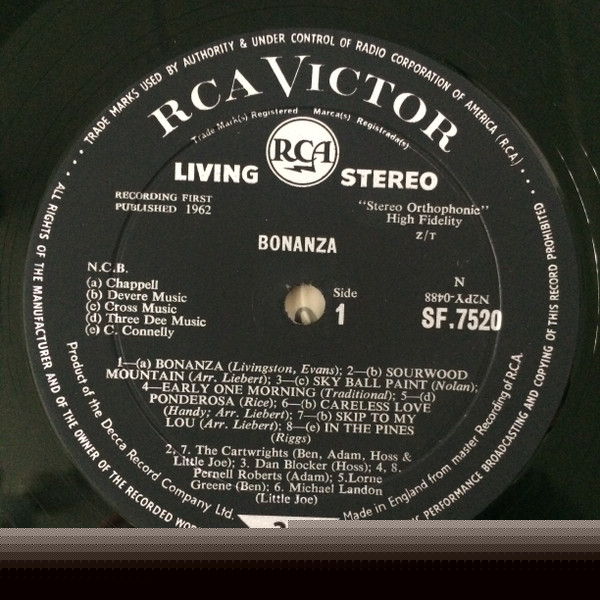 TRADE MARKS USED BY AUTHORITY & UNDER CONTROL OF RADIO CORPORATION OF AMERICA (RCA)
RCA VICTOR
Trade Mark(s) Registered Marca(s) Registrada(s)
RCA
LIVING STEREO
RECORDING FIRST
PUBLISHED 1962
"Stereo Orthophonic"
High Fidelity
Z/T
BONANZA
N.C.B.
(a) Chappell
(b) Devere Music
(c) Cross Music
(d) Three Dee Music
(e) C. Connelly
Side
1
N
N2PY-0488
SF.7520
1—(a) BONANZA (Livingston, Evans); 2—(b) SOURWOOD
MOUNTAIN (Arr. Liebert); 3—(c) SKY BALL PAINT (Nolan);
4—EARLY ONE MORNING (Traditional); 5—(d)
PONDEROSA (Rice); 6—(b) CARELESS LOVE
(Handy; Arr. Liebert); 7—(b) SKIP TO MY
LOU (Arr. Liebert); 8—(e) IN THE PINES
(Riggs)
2, 7. The Cartwrights (Ben, Adam, Hoss &
Little Joe); 3. Dan Blocker (Hoss); 4, 8.
Pernell Roberts (Adam); 5.Lorne
Greene (Ben); 6. Michael Landon
(Little Joe)
Product of the Decca Record Company Ltd.
Made in England from master Recording of R.C.A.
ALL RIGHTS OF THE MANUFACTURER AND OF THE OWNER OF THE RECORDED
PERFORMANCE BROADCASTING AND COPYING OF THIS RECORD PROHIBITED